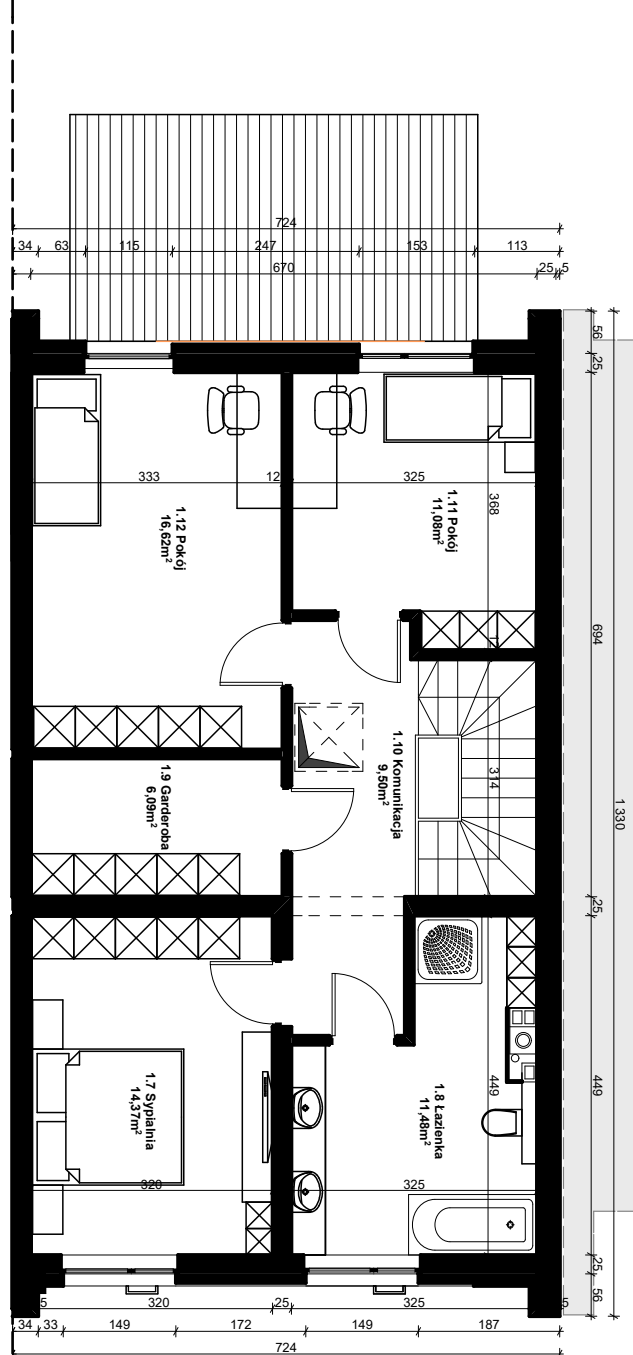 724
34 63 115 247 153 113
670 25 5
56
25
333 12 325
368
1.12 Pokój
16,62m²
1.11 Pokój
11,08m²
694
1
1.10 Komunikacja
9,50m²
314
1 330
1.9 Garderoba
6,09m²
25
1.7 Sypialnia
14,37m²
1.8 Łazienka
11,48m²
449
449
320 325
25
56
5 320 25 325 5
34 33 149 172 149 187
724